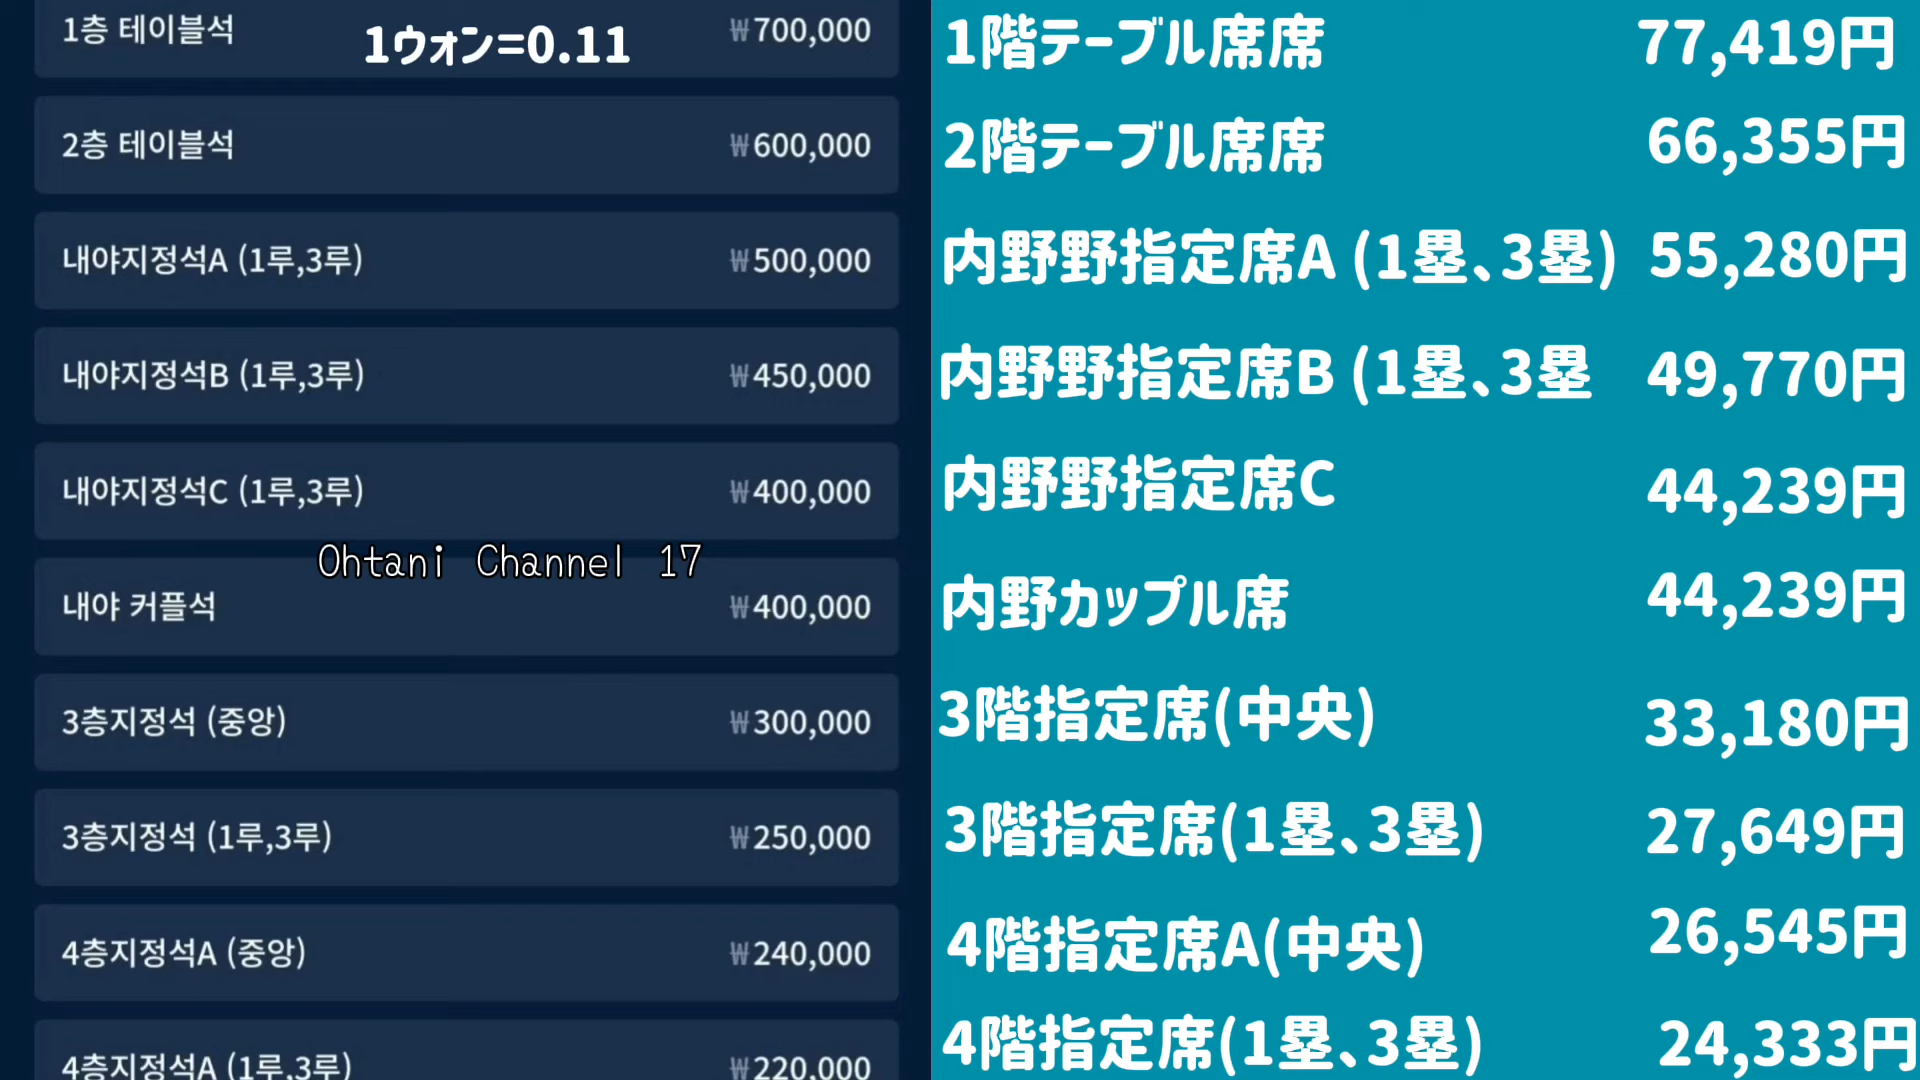 1층 테이블석 ₩700,000
1ウォン=0.11
2층 테이블석 ₩600,000
내야지정석A (1루,3루) ₩500,000
내야지정석B (1루,3루) ₩450,000
내야지정석C (1루,3루) ₩400,000
Ohtani Channel 17
내야 커플석 ₩400,000
3층지정석 (중앙) ₩300,000
3층지정석 (1루,3루) ₩250,000
4층지정석A (중앙) ₩240,000
4층지정석A (1루,3루) ₩220,000
1階テーブル席席 77,419円
2階テーブル席席 66,355円
内野野指定席A (1塁、3塁) 55,280円
内野野指定席B (1塁、3塁 49,770円
内野野指定席C 44,239円
内野カップル席 44,239円
3階指定席(中央) 33,180円
3階指定席(1塁、3塁) 27,649円
4階指定席A(中央) 26,545円
4階指定席(1塁、3塁) 24,333円